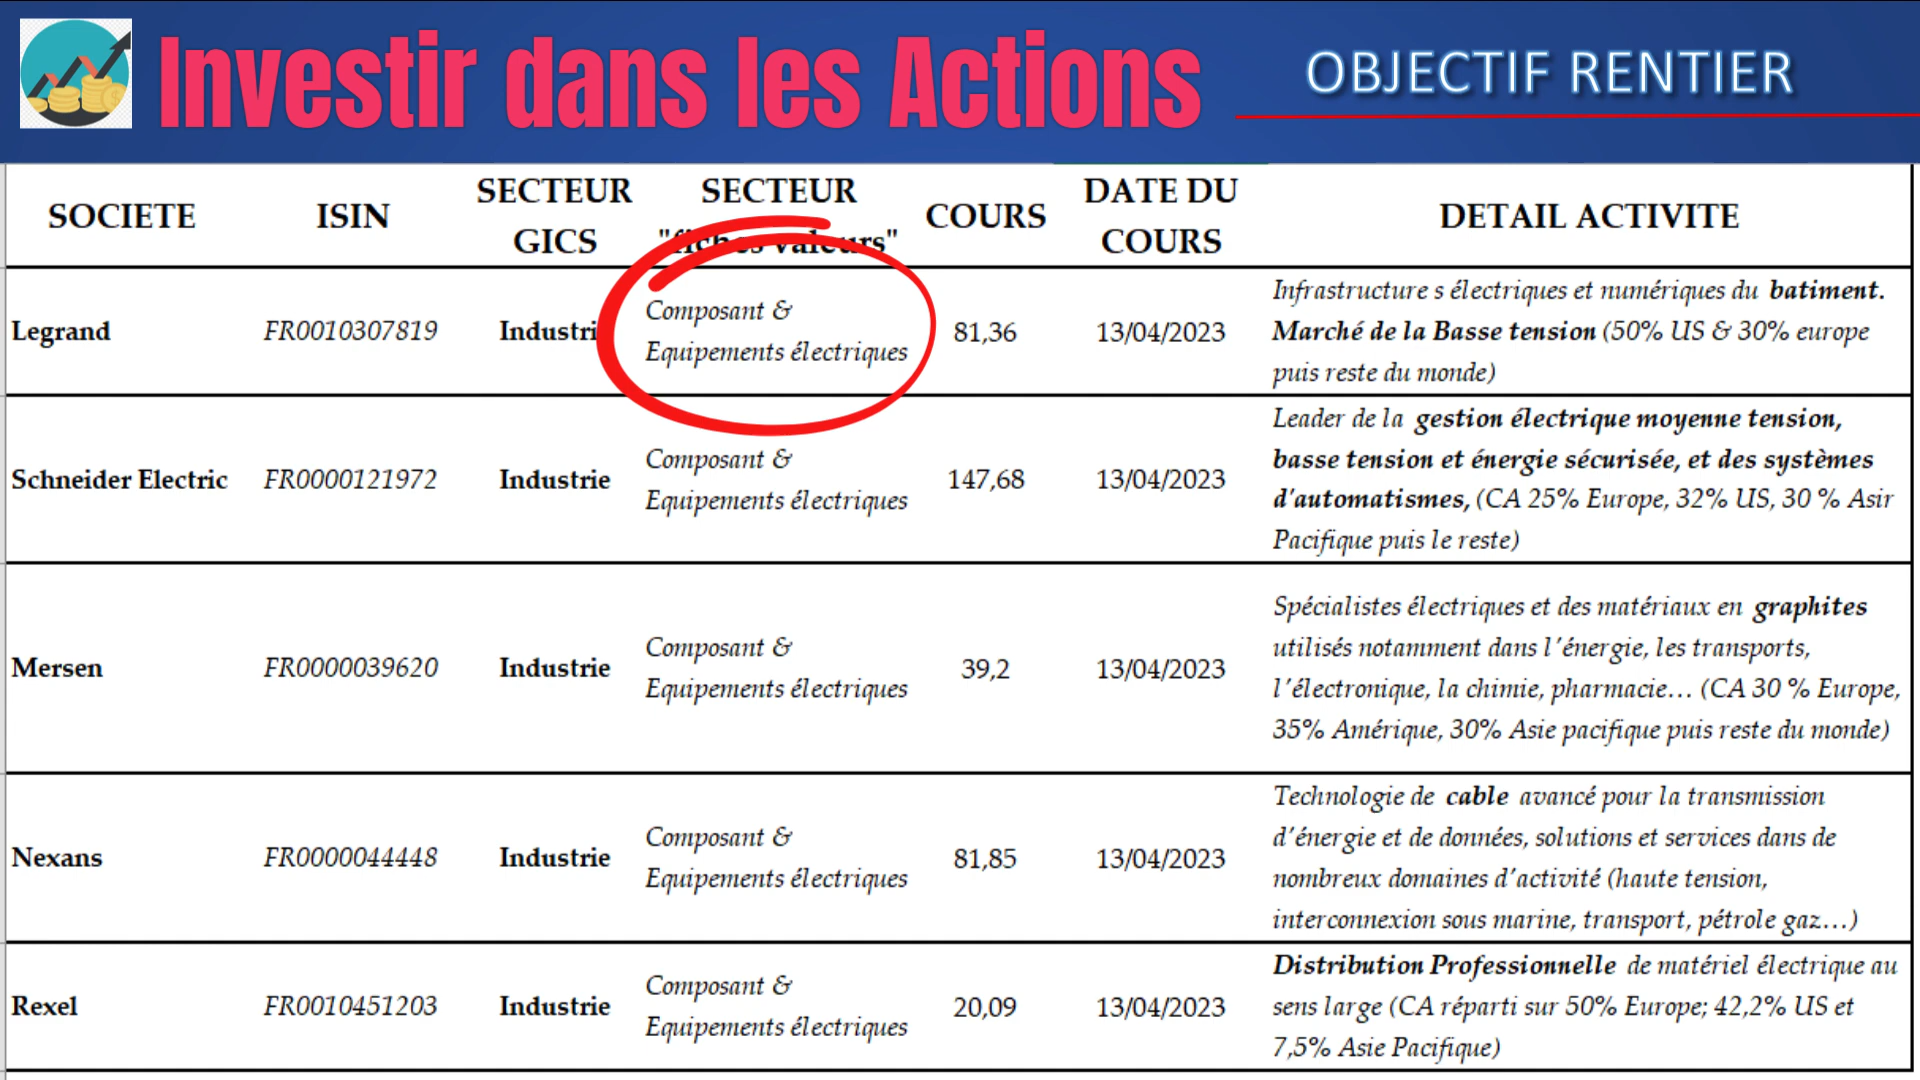 Investir dans les Actions
OBJECTIF RENTIER
SOCIETE
ISIN
SECTEUR
GICS
SECTEUR
"fiches valeurs"
COURS
DATE DU
COURS
DETAIL ACTIVITE
Legrand
FR0010307819
Industri
Composant &
Equipements électriques
81,36
13/04/2023
Infrastructure s électriques et numériques du batiment.
Marché de la Basse tension (50% US & 30% europe
puis reste du monde)
Schneider Electric
FR0000121972
Industrie
Composant &
Equipements électriques
147,68
13/04/2023
Leader de la gestion électrique moyenne tension,
basse tension et énergie sécurisée, et des systèmes
d'automatismes, (CA 25% Europe, 32% US, 30 % Asir
Pacifique puis le reste)
Mersen
FR0000039620
Industrie
Composant &
Equipements électriques
39,2
13/04/2023
Spécialistes électriques et des matériaux en graphites
utilisés notamment dans l'énergie, les transports,
l'électronique, la chimie, pharmacie… (CA 30 % Europe,
35% Amérique, 30% Asie pacifique puis reste du monde)
Nexans
FR0000044448
Industrie
Composant &
Equipements électriques
81,85
13/04/2023
Technologie de cable avancé pour la transmission
d'énergie et de données, solutions et services dans de
nombreux domaines d'activité (haute tension,
interconnexion sous marine, transport, pétrole gaz…)
Rexel
FR0010451203
Industrie
Composant &
Equipements électriques
20,09
13/04/2023
Distribution Professionnelle de matériel électrique au
sens large (CA réparti sur 50% Europe; 42,2% US et
7,5% Asie Pacifique)